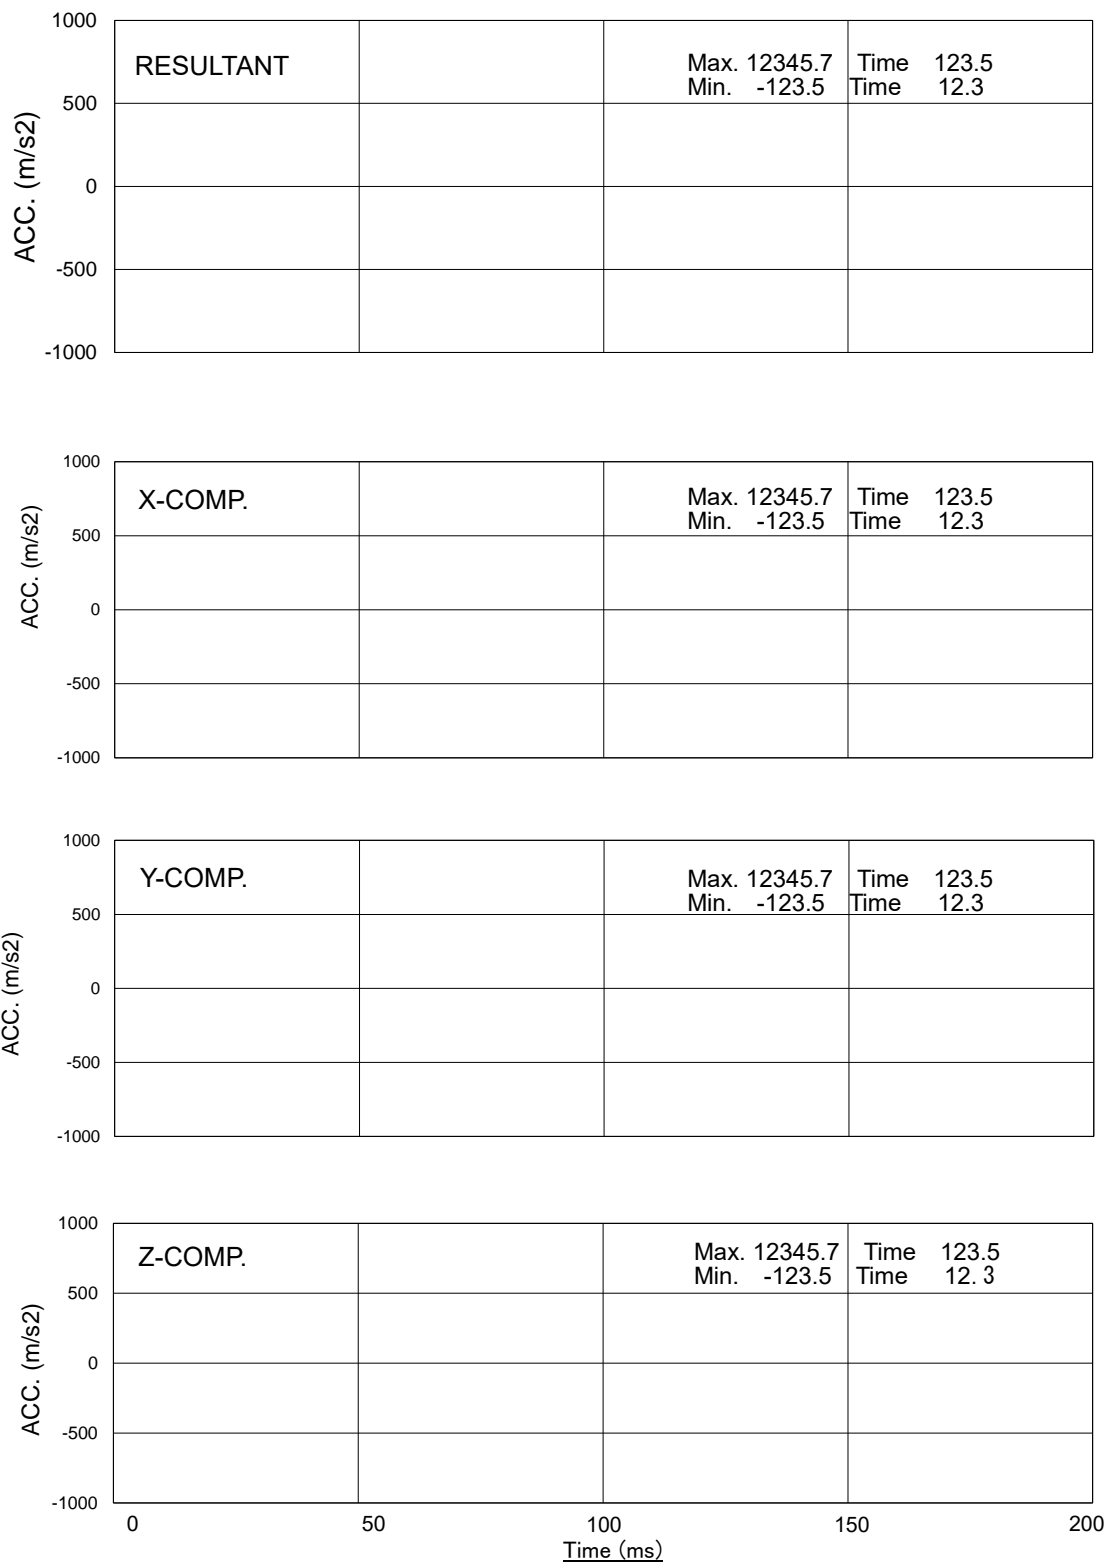 1000
RESULTANT
Max. 12345.7 Time 123.5
Min. -123.5 Time 12.3
500
ACC. (m/s2)
0
-500
-1000
1000
X-COMP.
Max. 12345.7 Time 123.5
Min. -123.5 Time 12.3
500
ACC. (m/s2)
0
-500
-1000
1000
Y-COMP.
Max. 12345.7 Time 123.5
Min. -123.5 Time 12.3
500
ACC. (m/s2)
0
-500
-1000
1000
Z-COMP.
Max. 12345.7 Time 123.5
Min. -123.5 Time 12.3
500
ACC. (m/s2)
0
-500
-1000
0 50 100 150 200
Time (ms)